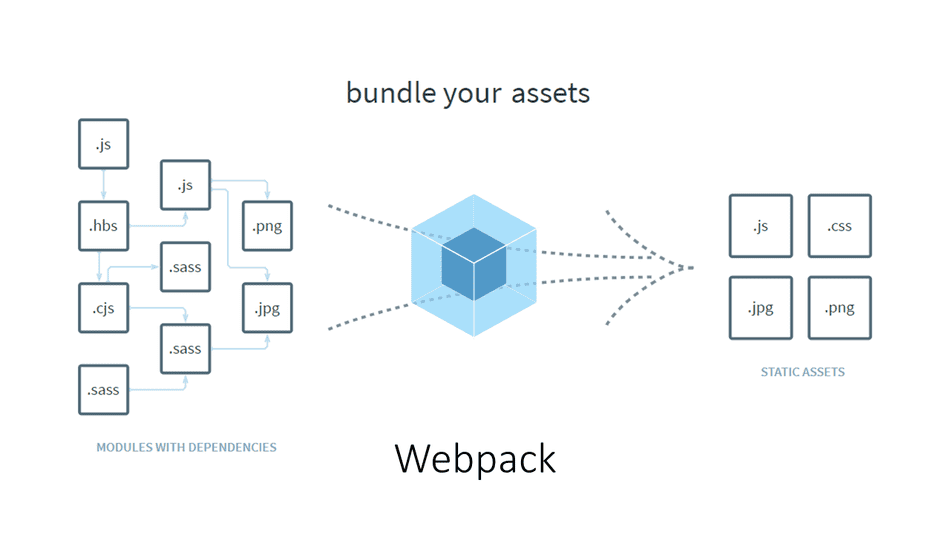 bundle your assets
.js
.js
.hbs
.png
.sass
.cjs
.jpg
.sass
.sass
MODULES WITH DEPENDENCIES
Webpack
.js
.css
.jpg
.png
STATIC ASSETS